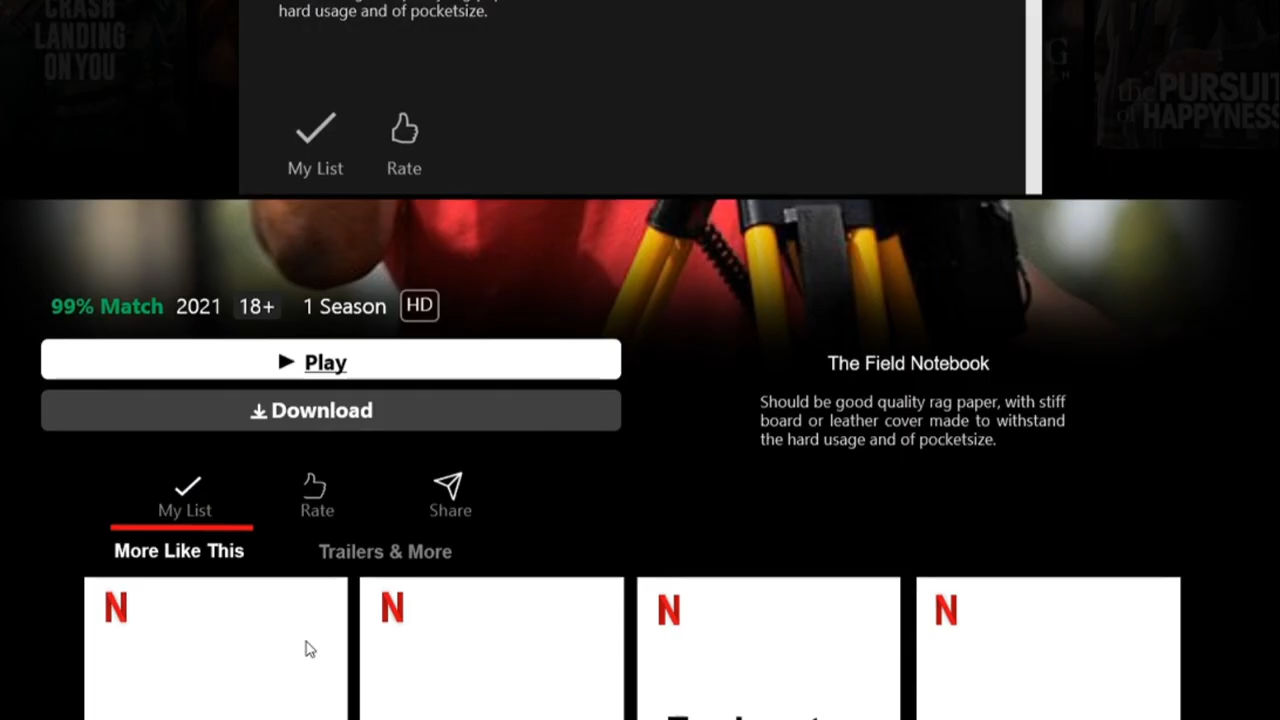 CRASH
LANDING
ON YOU
hard usage and of pocketsize.
the PURSUIT
of HAPPYNESS
My List
Rate
99% Match 2021 18+ 1 Season HD
Play
Download
The Field Notebook
Should be good quality rag paper, with stiff
board or leather cover made to withstand
the hard usage and of pocketsize.
My List
Rate
Share
More Like This
Trailers & More
N
N
N
N